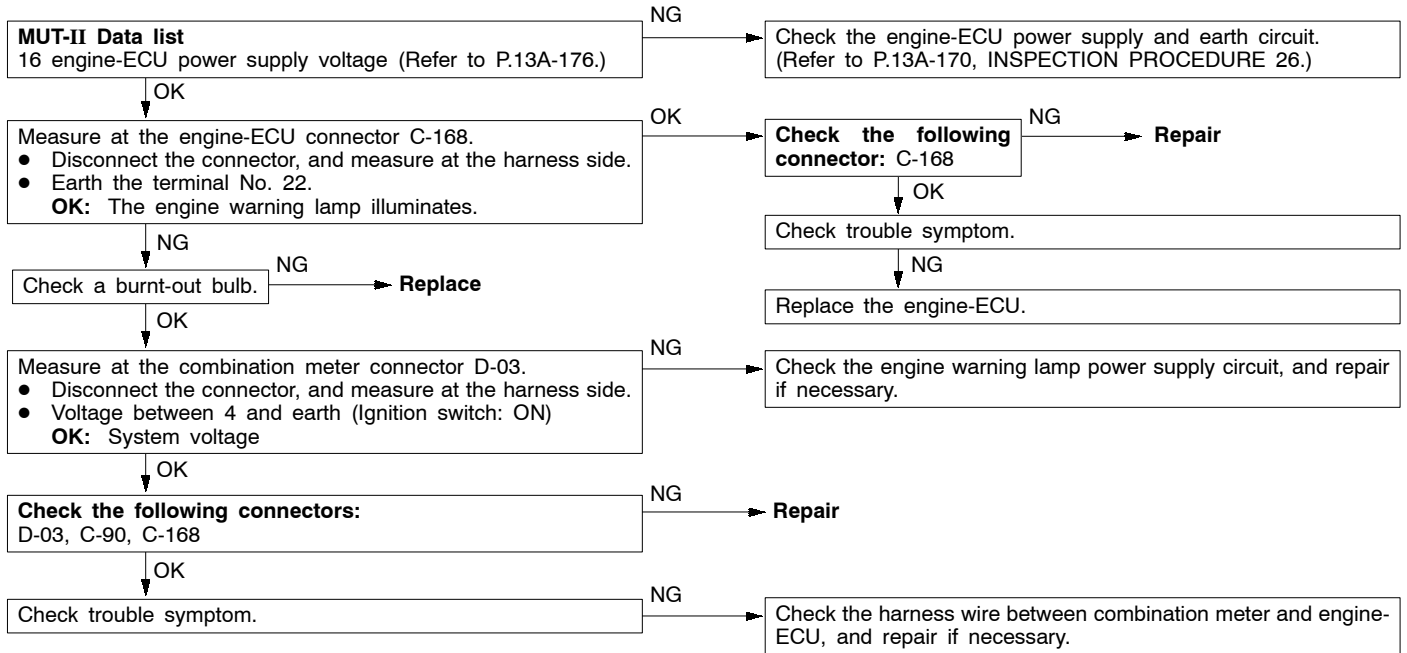 MUT-II Data list
16 engine-ECU power supply voltage (Refer to P.13A-176.)
NG
Check the engine-ECU power supply and earth circuit.
(Refer to P.13A-170, INSPECTION PROCEDURE 26.)
OK
Measure at the engine-ECU connector C-168.
● Disconnect the connector, and measure at the harness side.
● Earth the terminal No. 22.
OK: The engine warning lamp illuminates.
OK
Check the following
connector: C-168
NG
Repair
OK
Check trouble symptom.
NG
Replace the engine-ECU.
NG
Check a burnt-out bulb.
NG
Replace
OK
Measure at the combination meter connector D-03.
● Disconnect the connector, and measure at the harness side.
● Voltage between 4 and earth (Ignition switch: ON)
OK: System voltage
NG
Check the engine warning lamp power supply circuit, and repair
if necessary.
OK
Check the following connectors:
D-03, C-90, C-168
NG
Repair
OK
Check trouble symptom.
NG
Check the harness wire between combination meter and engine-
ECU, and repair if necessary.